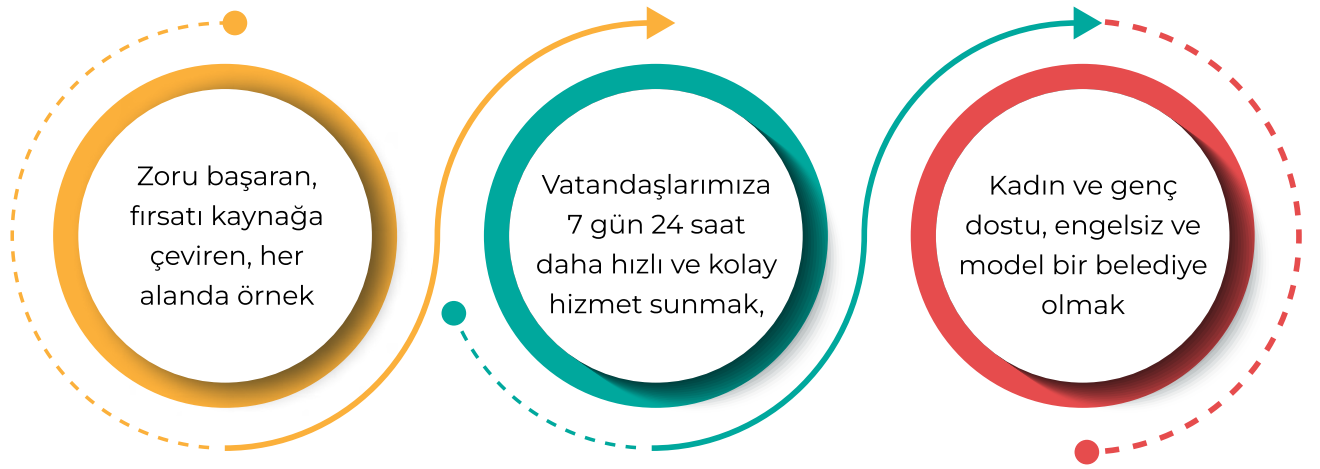 Zoru başaran,
fırsatı kaynağa
çeviren, her
alanda örnek
Vatandaşlarımıza
7 gün 24 saat
daha hızlı ve kolay
hizmet sunmak,
Kadın ve genç
dostu, engelsiz ve
model bir belediye
olmak